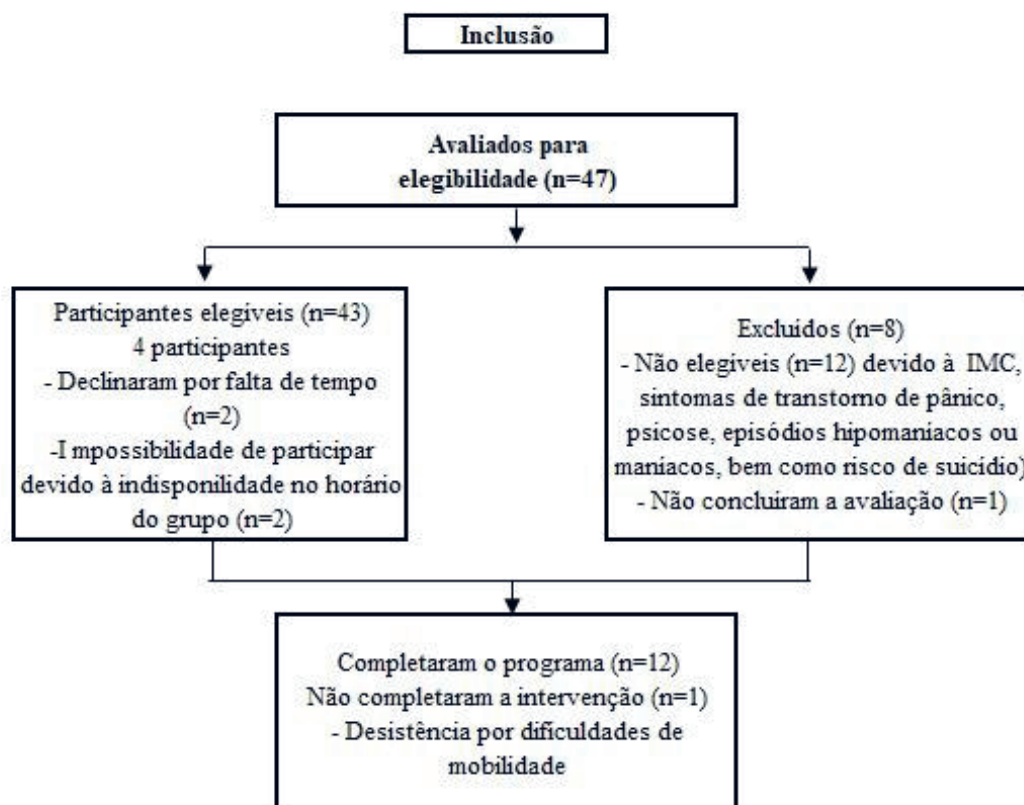 Inclusão
Avaliados para
elegibilidade (n=47)
Participantes elegíveis (n=43)
4 participantes
- Declinaram por falta de tempo
(n=2)
-I mpossibilidade de participar
devido à indisponilidade no horário
do grupo (n=2)
Excluídos (n=8)
- Não elegíveis (n=12) devido à IMC,
sintomas de transtorno de pânico,
psicose, episódios hipomaníacos ou
maníacos, bem como risco de suicídio)
- Não concluíram a avaliação (n=1)
Completaram o programa (n=12)
Não completaram a intervenção (n=1)
- Desistência por dificuldades de
mobilidade